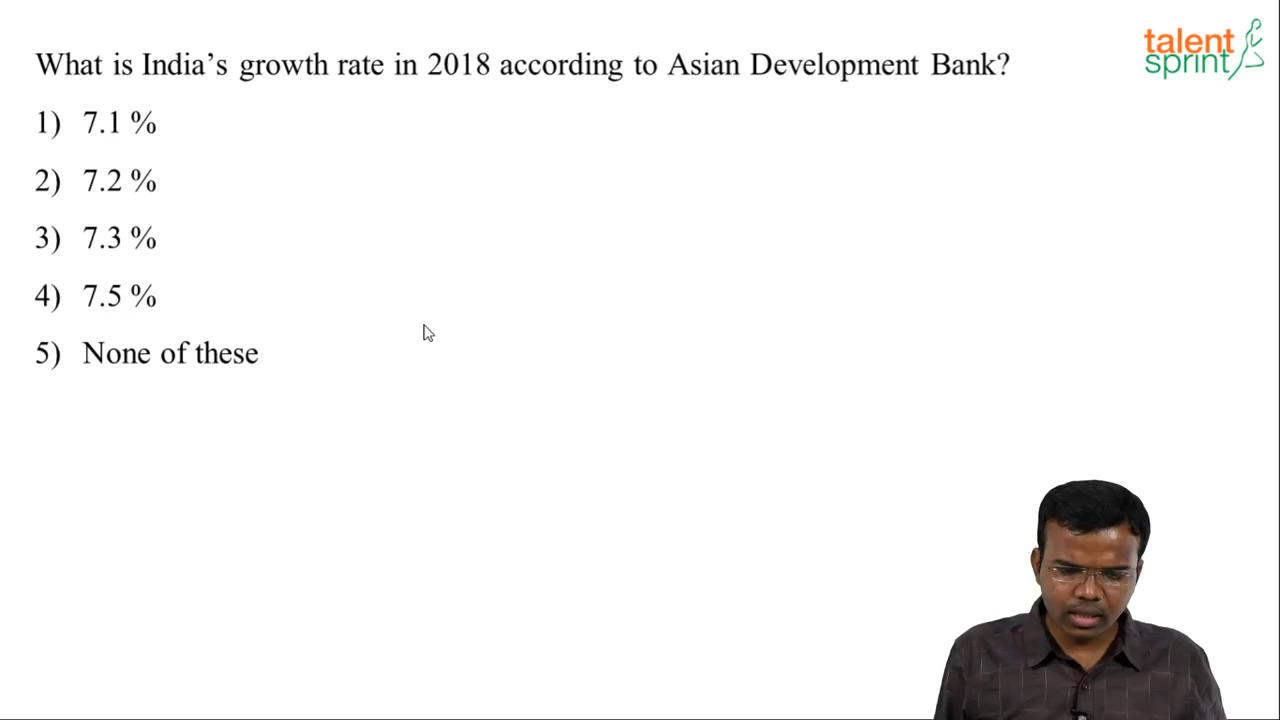 What is India's growth rate in 2018 according to Asian Development Bank?
1) 7.1 %
2) 7.2 %
3) 7.3 %
4) 7.5 %
5) None of these
talent
sprint